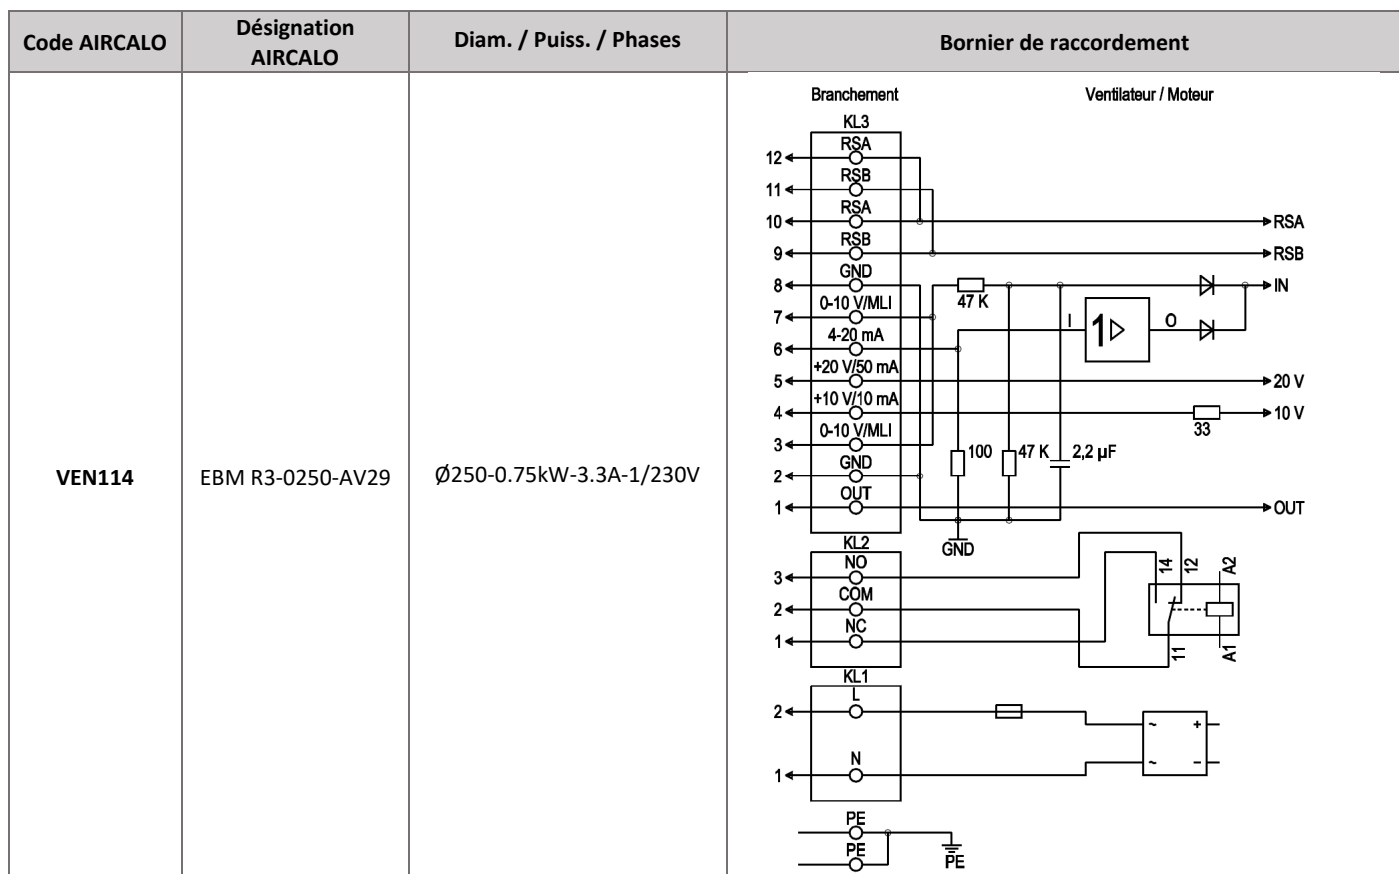 Code AIRCALO
Désignation
AIRCALO
Diam. / Puiss. / Phases
Bornier de raccordement
VEN114
EBM R3-0250-AV29
Ø250-0.75kW-3.3A-1/230V
Branchement
Ventilateur / Moteur
KL3
RSA
12
RSB
11
RSA
10
RSA
RSB
9
RSB
GND
8
47 K
IN
0-10 V/MLI
7
I
1
O
4-20 mA
6
+20 V/50 mA
5
20 V
+10 V/10 mA
4
33
10 V
0-10 V/MLI
3
100
47 K
2,2 µF
GND
2
OUT
1
OUT
GND
KL2
NO
3
14
12
A2
COM
2
NC
1
11
A1
KL1
L
2
~
+
N
1
~
−
PE
PE
PE